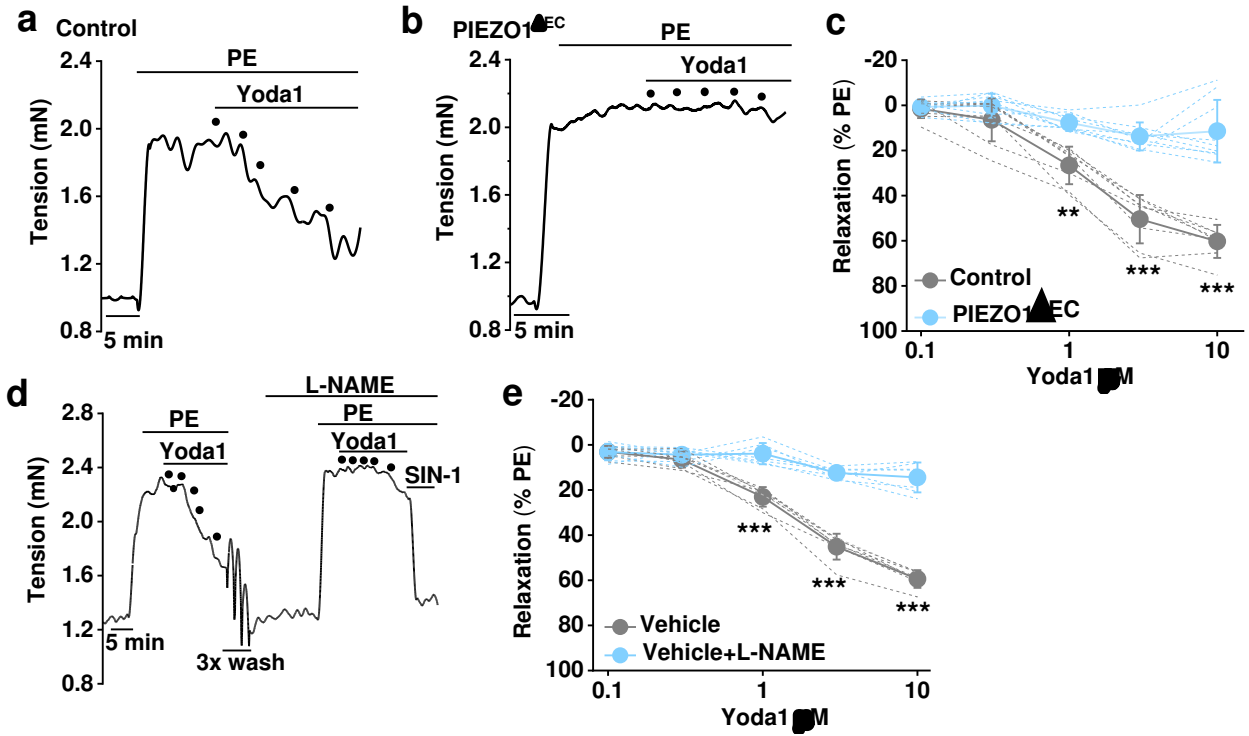 a
Control
PE
Yoda1
2.4
2.0
1.6
1.2
0.8
Tension (mN)
5 min
b
PIEZO1 EC
PE
Yoda1
2.4
2.0
1.6
1.2
0.8
Tension (mN)
5 min
c
-20
0
20
40
60
80
100
Relaxation (% PE)
**
***
***
Control
PIEZO1 EC
0.1
1
10
Yoda1 M
d
L-NAME
PE
PE
Yoda1
Yoda1
SIN-1
2.8
2.4
2.0
1.6
1.2
0.8
Tension (mN)
5 min
3x wash
e
-20
0
20
40
60
80
100
Relaxation (% PE)
***
***
***
Vehicle
Vehicle+L-NAME
0.1
1
10
Yoda1 M